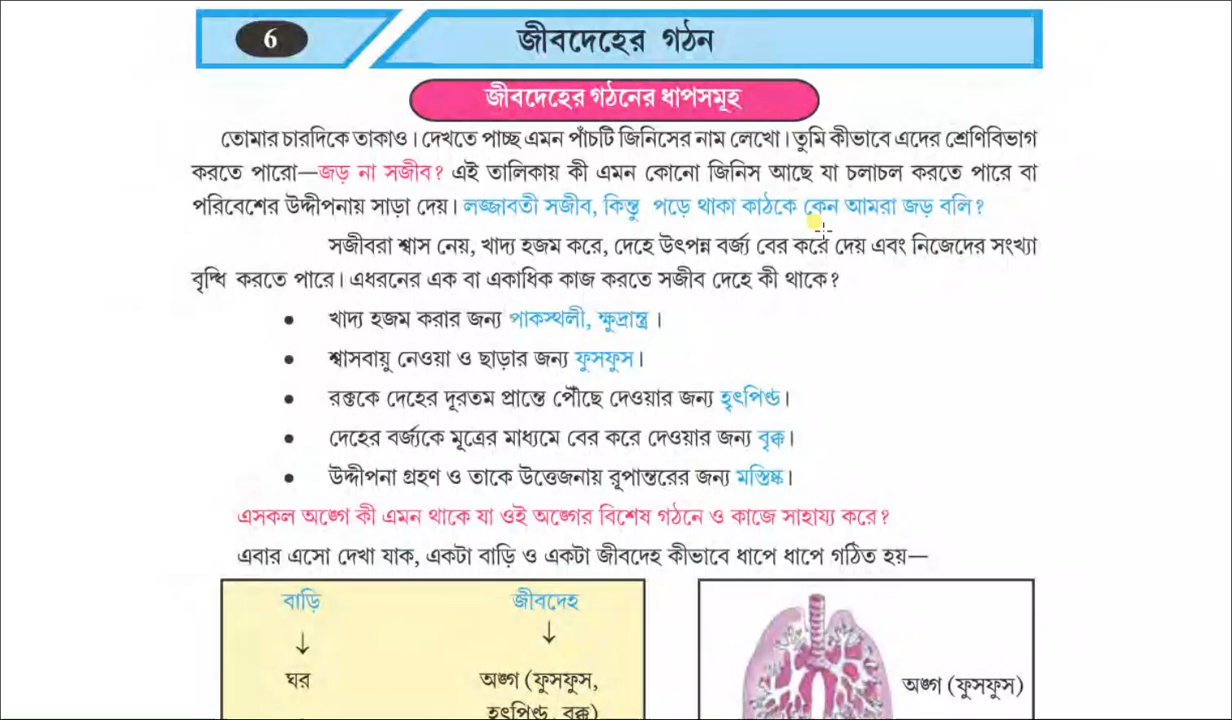 6
জীবদেহের গঠন
জীবদেহের গঠনের ধাপসমূহ
তোমার চারদিকে তাকাও। দেখতে পাচ্ছ এমন পাঁচটি জিনিসের নাম লেখো। তুমি কীভাবে এদের শ্রেণিবিভাগ
করতে পারো—জড় না সজীব? এই তালিকায় কী এমন কোনো জিনিস আছে যা চলাচল করতে পারে বা
পরিবেশের উদ্দীপনায় সাড়া দেয়। লজ্জাবতী সজীব, কিন্তু পড়ে থাকা কাঠকে কেন আমরা জড় বলি?
সজীবরা শ্বাস নেয়, খাদ্য হজম করে, দেহে উৎপন্ন বর্জ্য বের করে দেয় এবং নিজেদের সংখ্যা
বৃদ্ধি করতে পারে। এধরনের এক বা একাধিক কাজ করতে সজীব দেহে কী থাকে?
• খাদ্য হজম করার জন্য পাকস্থলী, ক্ষুদ্রান্ত্র।
• শ্বাসবায়ু নেওয়া ও ছাড়ার জন্য ফুসফুস।
• রক্তকে দেহের দূরতম প্রান্তে পৌঁছে দেওয়ার জন্য হৃৎপিণ্ড।
• দেহের বর্জ্যকে মূত্রের মাধ্যমে বের করে দেওয়ার জন্য বৃক্ক।
• উদ্দীপনা গ্রহণ ও তাকে উত্তেজনায় রূপান্তরের জন্য মস্তিষ্ক।
এসকল অঙ্গে কী এমন থাকে যা ওই অঙ্গের বিশেষ গঠনে ও কাজে সাহায্য করে?
এবার এসো দেখা যাক, একটা বাড়ি ও একটা জীবদেহ কীভাবে ধাপে ধাপে গঠিত হয়—
বাড়ি জীবদেহ
↓ ↓
ঘর অঙ্গ (ফুসফুস,
হৃৎপিণ্ড, বৃক্ক)
অঙ্গ (ফুসফুস)